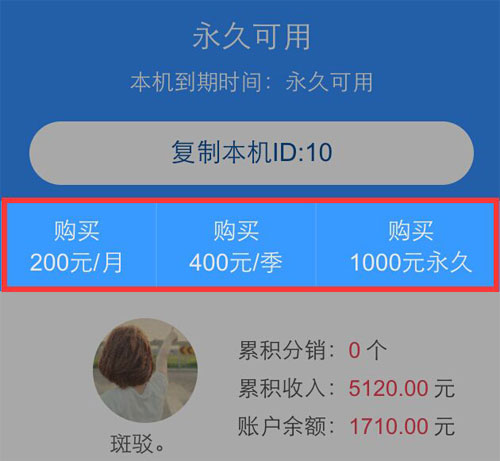 永久可用
本机到期时间：永久可用
复制本机ID:10
购买 购买 购买
200元/月 400元/季 1000元永久
累积分销：0 个
累积收入：5120.00 元
账户余额：1710.00 元
斑驳。